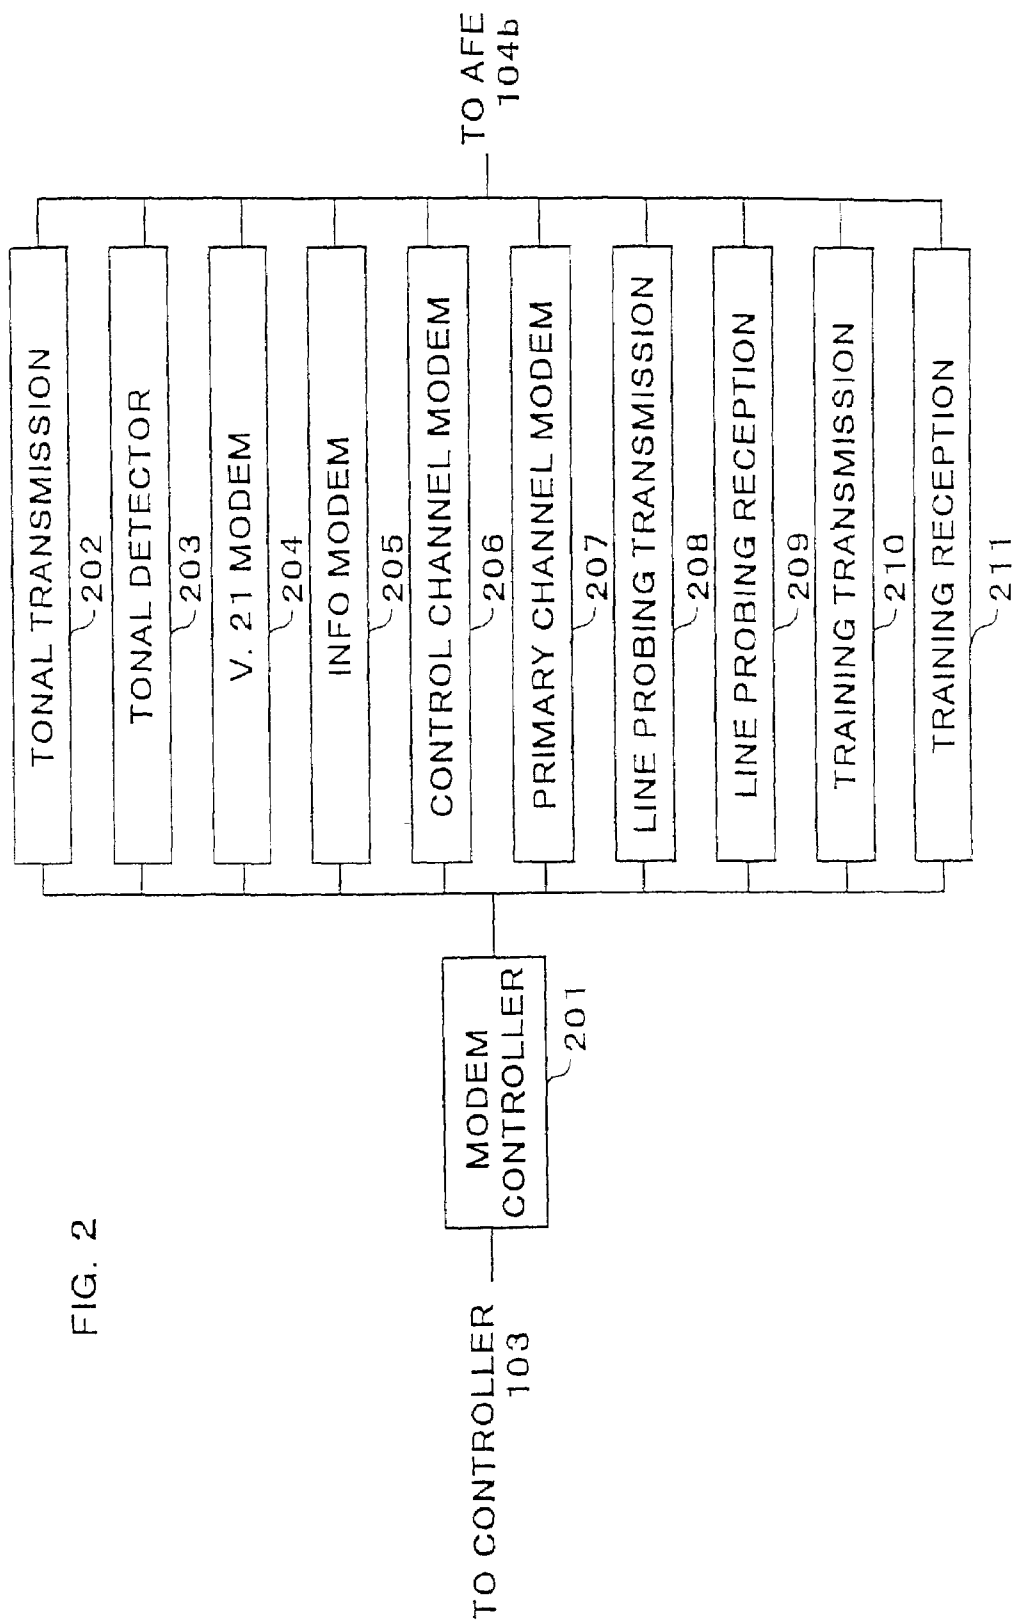 FIG. 2
TO CONTROLLER
103
MODEM
CONTROLLER
201
TONAL TRANSMISSION
202
TONAL DETECTOR
203
V. 21 MODEM
204
INFO MODEM
205
CONTROL CHANNEL MODEM
206
PRIMARY CHANNEL MODEM
207
LINE PROBING TRANSMISSION
208
LINE PROBING RECEPTION
209
TRAINING TRANSMISSION
210
TRAINING RECEPTION
211
TO AFE
104b